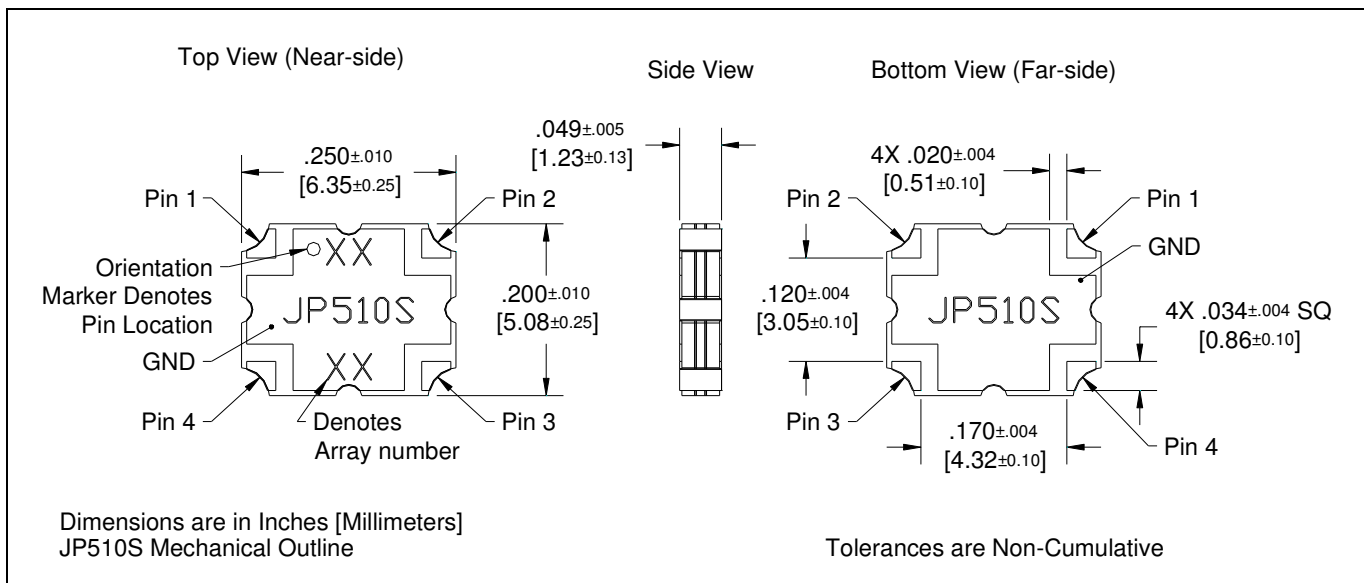 Top View (Near-side)
Side View
Bottom View (Far-side)
.250±.010
[6.35±0.25]
.049±.005
[1.23±0.13]
4X .020±.004
[0.51±0.10]
Pin 1
Pin 2
Pin 2
Pin 1
Orientation
Marker Denotes
Pin Location
XX
GND
JP510S
.200±.010
[5.08±0.25]
.120±.004
[3.05±0.10]
JP510S
4X .034±.004 SQ
[0.86±0.10]
GND
XX
Pin 4
Denotes
Array number
Pin 3
Pin 3
.170±.004
[4.32±0.10]
Pin 4
Dimensions are in Inches [Millimeters]
JP510S Mechanical Outline
Tolerances are Non-Cumulative